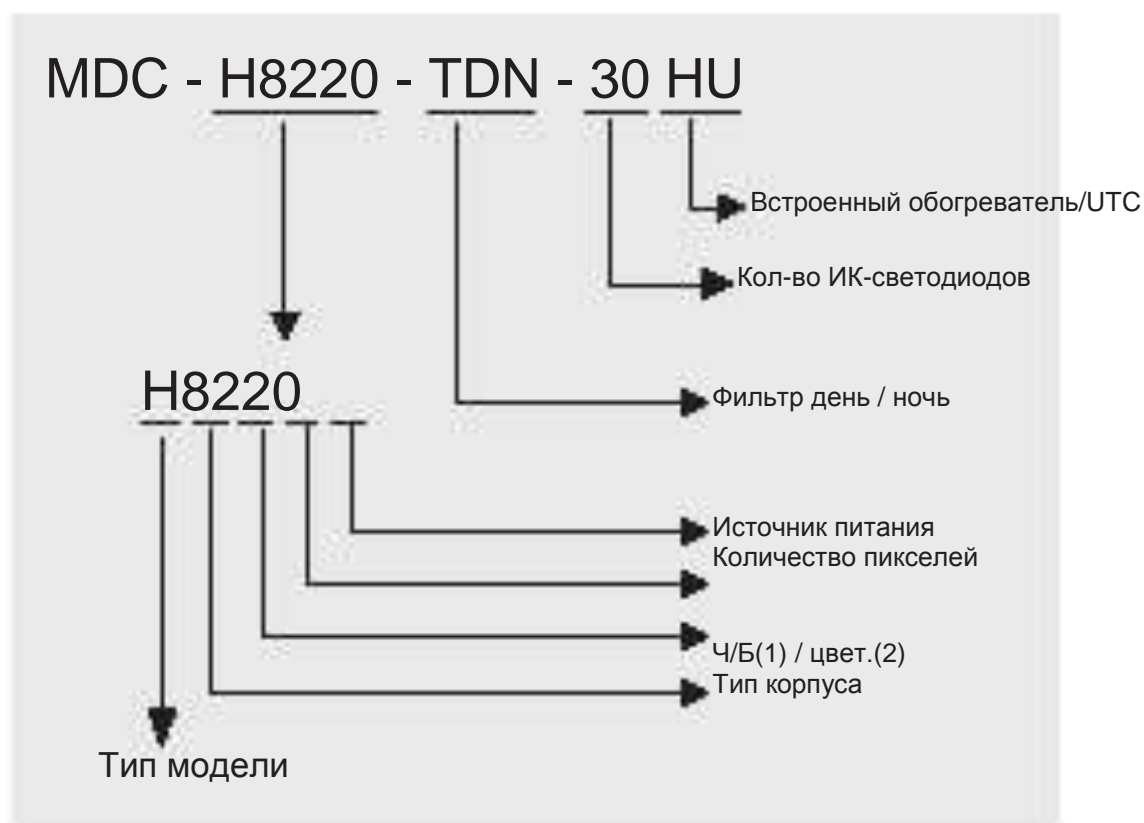 MDC - H8220 - TDN - 30 HU
Встроенный обогреватель/UTC
Кол-во ИК-светодиодов
H8220
Фильтр день / ночь
Источник питания
Количество пикселей
Ч/Б(1) / цвет.(2)
Тип корпуса
Тип модели